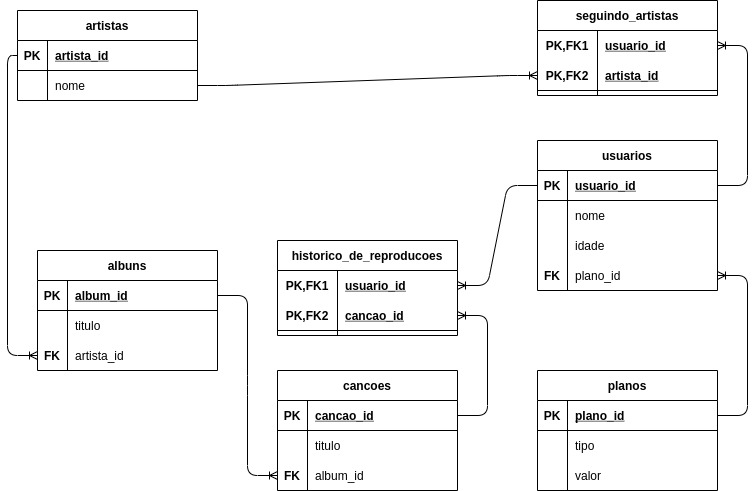 artistas
PK artista_id
nome
seguindo_artistas
PK,FK1 usuario_id
PK,FK2 artista_id
usuarios
PK usuario_id
nome
idade
FK plano_id
albuns
PK album_id
titulo
FK artista_id
historico_de_reproducoes
PK,FK1 usuario_id
PK,FK2 cancao_id
cancoes
PK cancao_id
titulo
FK album_id
planos
PK plano_id
tipo
valor